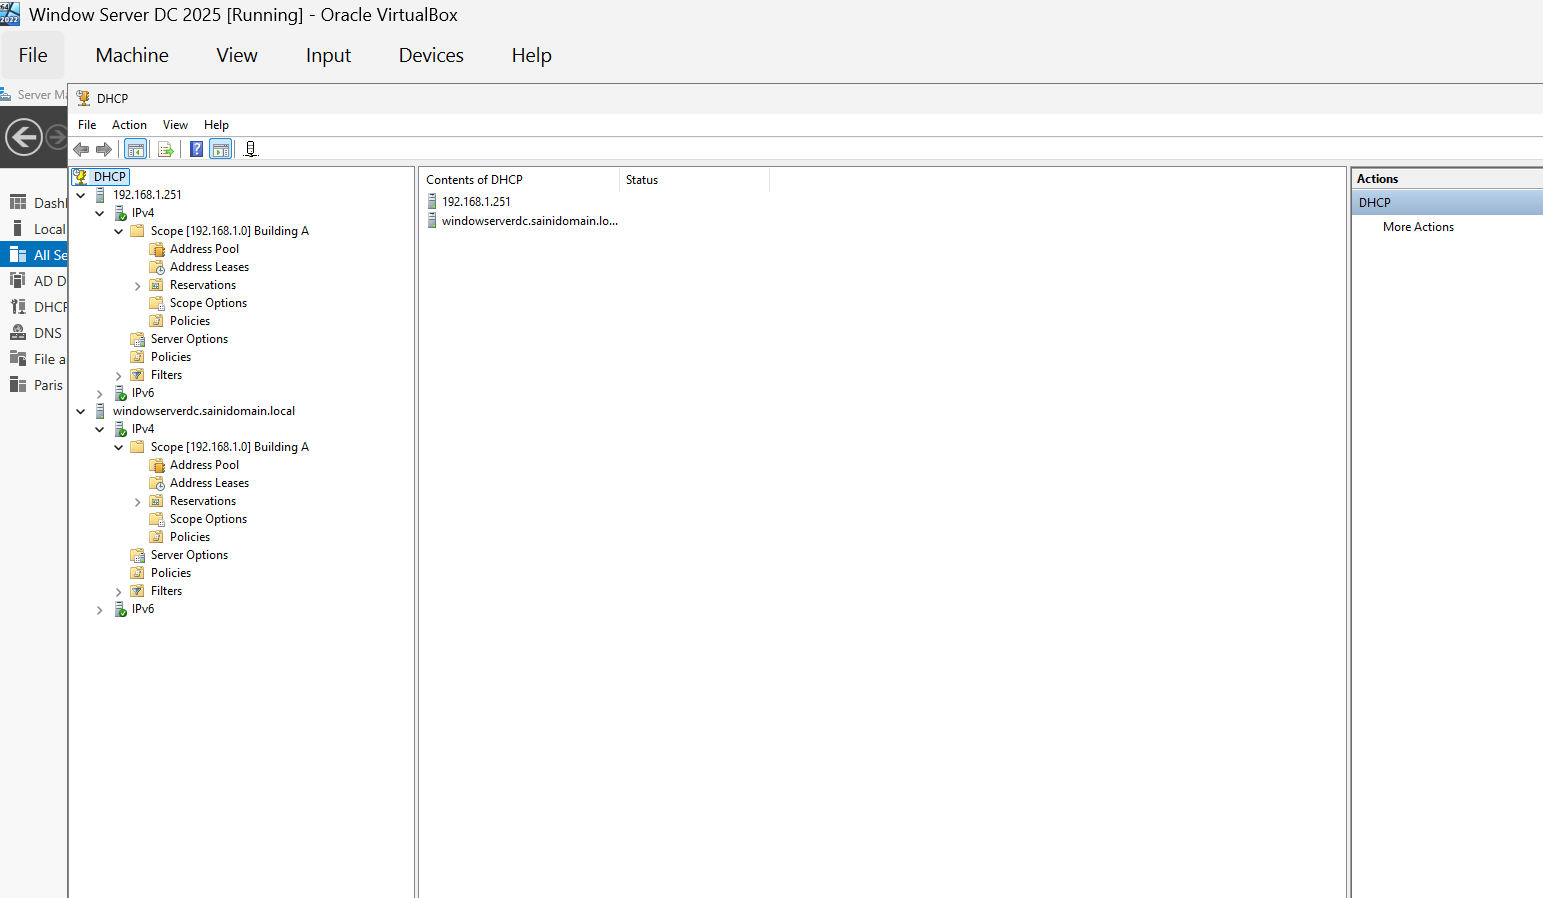 Window Server DC 2025 [Running] - Oracle VirtualBox
File Machine View Input Devices Help
Server Ma
DHCP
File Action View Help
Dashl
Local
All Se
AD D
DHCP
DNS
File a
Paris
DHCP
192.168.1.251
IPv4
Scope [192.168.1.0] Building A
Address Pool
Address Leases
Reservations
Scope Options
Policies
Server Options
Policies
Filters
IPv6
windowserverdc.sainidomain.local
IPv4
Scope [192.168.1.0] Building A
Address Pool
Address Leases
Reservations
Scope Options
Policies
Server Options
Policies
Filters
IPv6
Contents of DHCP Status
192.168.1.251
windowserverdc.sainidomain.lo...
Actions
DHCP
More Actions